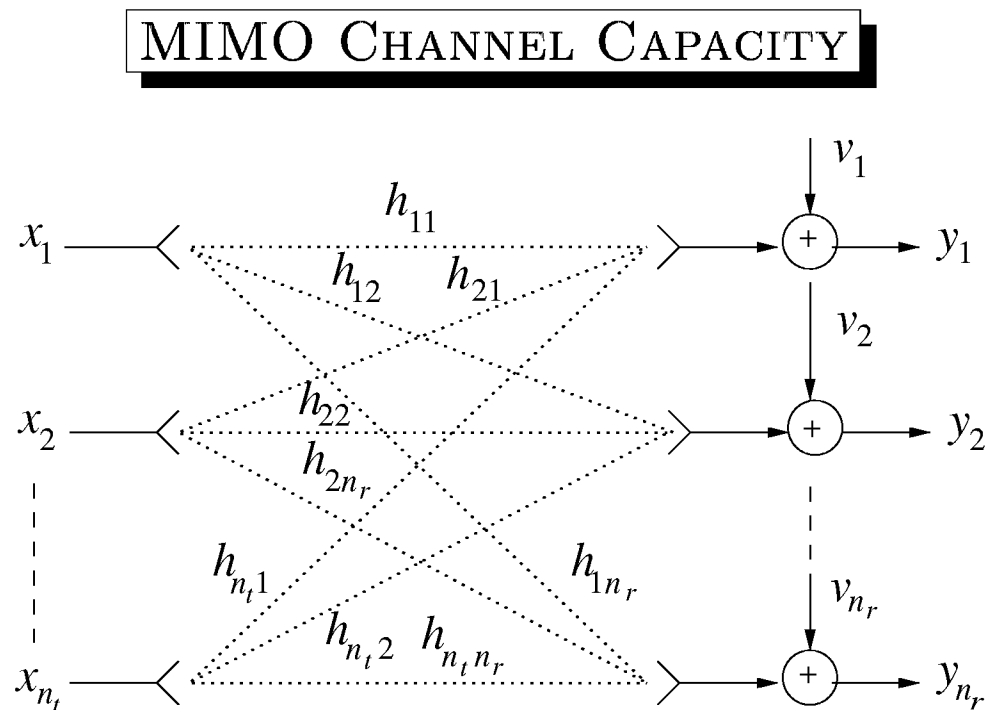 MIMO CHANNEL CAPACITY
v₁
h₁₁
x₁ y₁
h₁₂ h₂₁
v₂
h₂₂
x₂ y₂
h₂ₙᵣ
hₙₜ₁ h₁ₙᵣ
vₙᵣ
hₙₜ₂ hₙₜₙᵣ
xₙₜ yₙᵣ